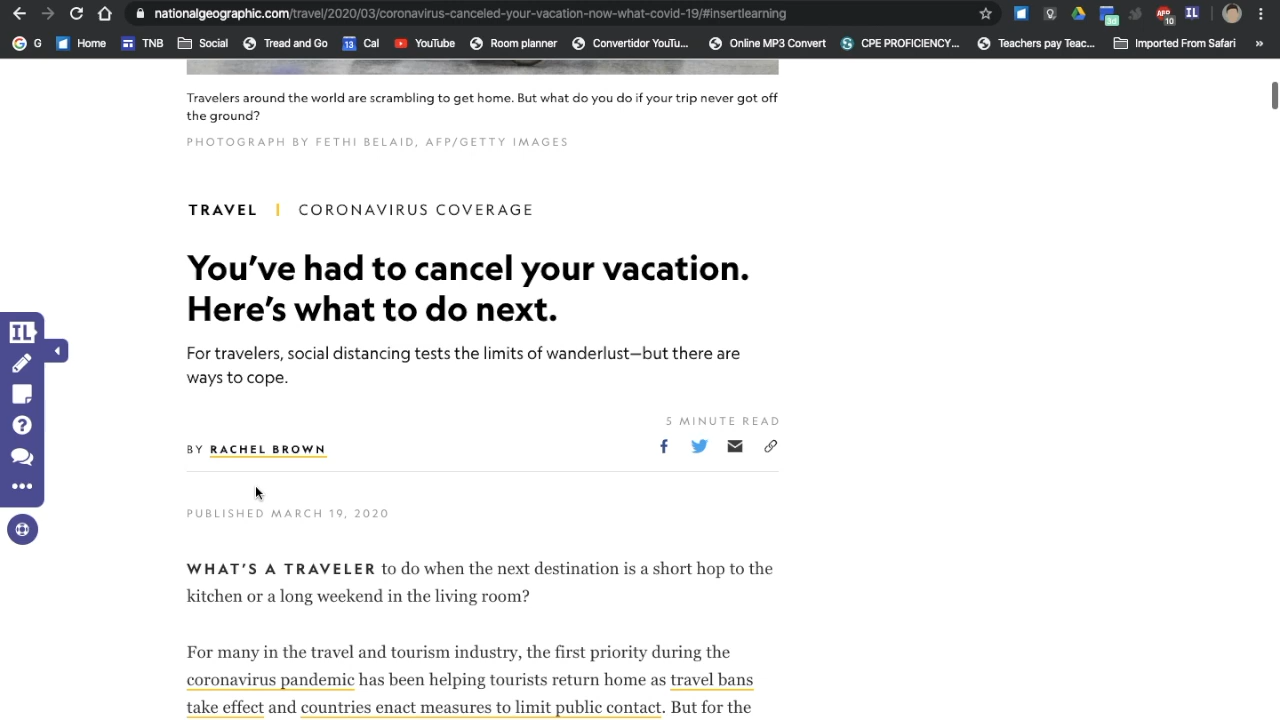 nationalgeographic.com/travel/2020/03/coronavirus-canceled-your-vacation-now-what-covid-19/#insertlearning
3d
10
IL
G
Home
TNB
Social
Tread and Go
13 Cal
YouTube
Room planner
Convertidor YouTu...
Online MP3 Convert
CPE PROFICIENCY...
Teachers pay Teac...
Imported From Safari
»
Travelers around the world are scrambling to get home. But what do you do if your trip never got off
the ground?
PHOTOGRAPH BY FETHI BELAID, AFP/GETTY IMAGES
TRAVEL | CORONAVIRUS COVERAGE
You’ve had to cancel your vacation.
Here’s what to do next.
IL
For travelers, social distancing tests the limits of wanderlust—but there are
ways to cope.
5 MINUTE READ
BY RACHEL BROWN
PUBLISHED MARCH 19, 2020
WHAT’S A TRAVELER to do when the next destination is a short hop to the
kitchen or a long weekend in the living room?
For many in the travel and tourism industry, the first priority during the
coronavirus pandemic has been helping tourists return home as travel bans
take effect and countries enact measures to limit public contact. But for the